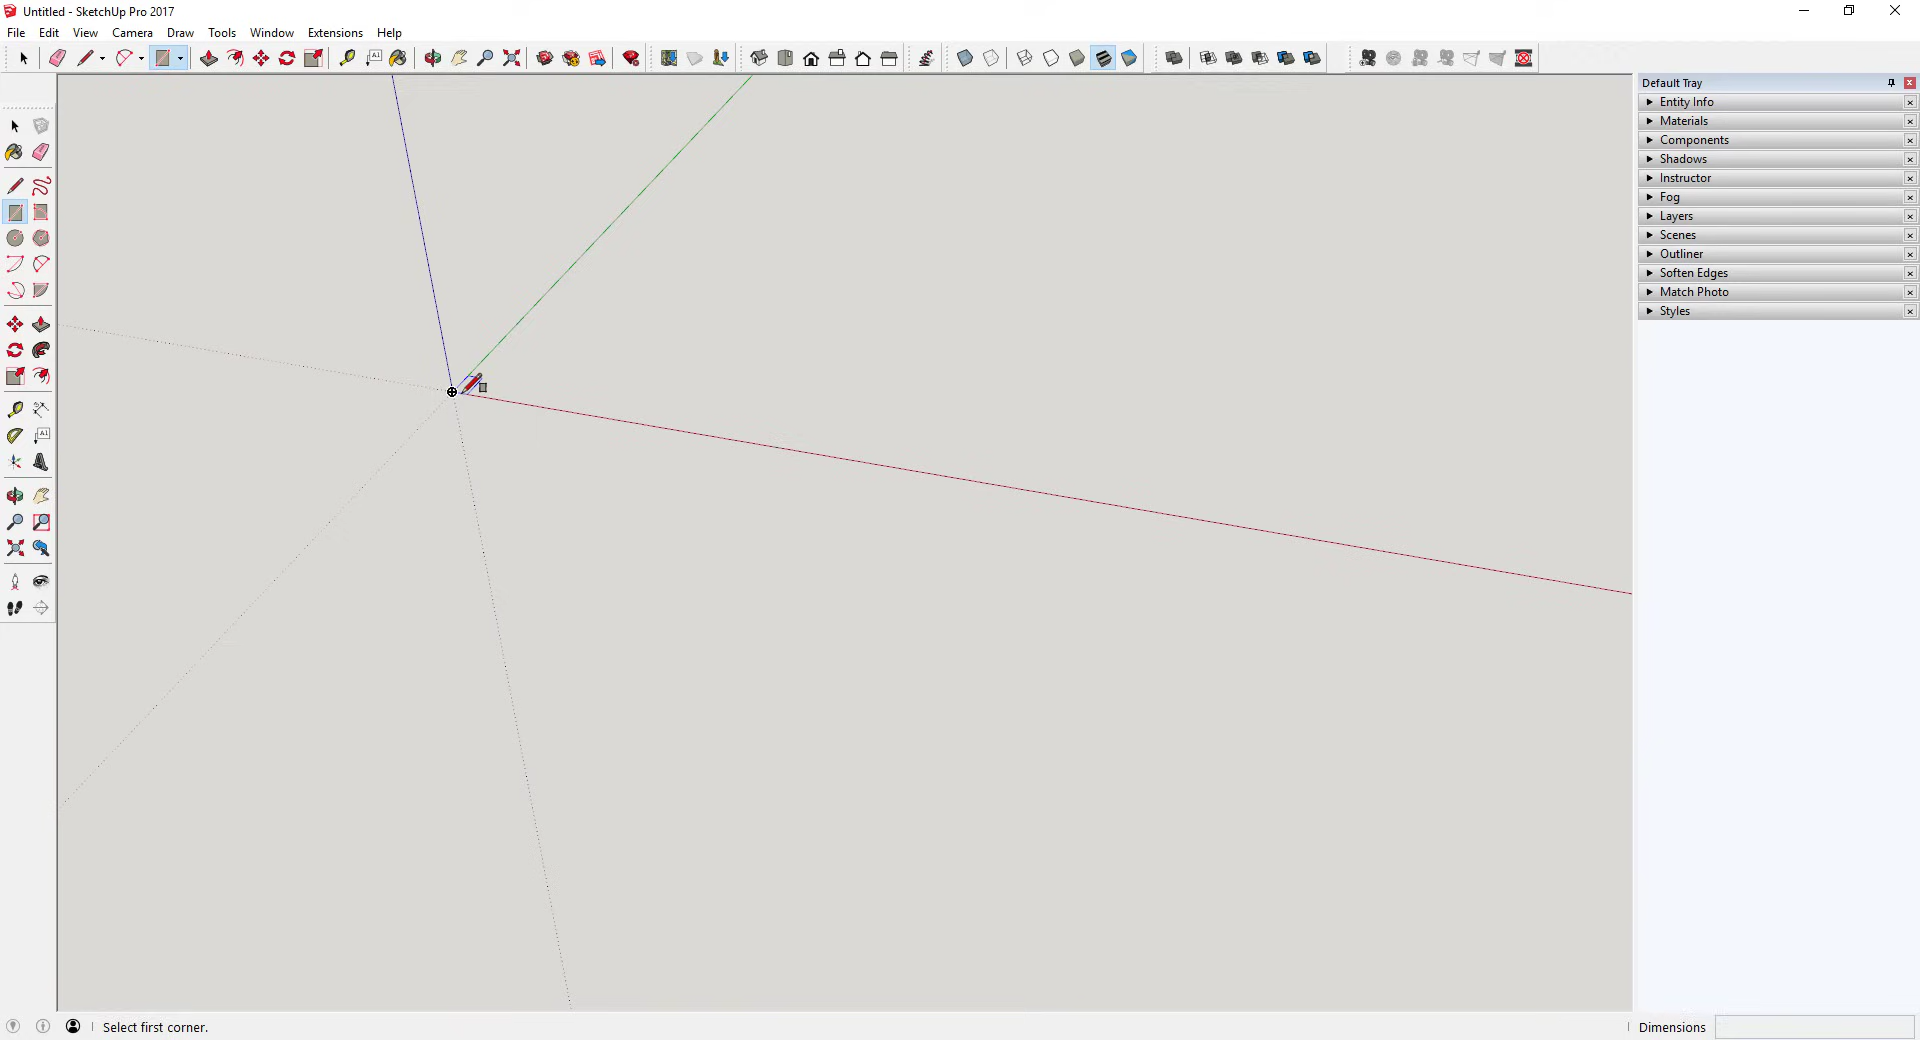 Untitled - SketchUp Pro 2017
File Edit View Camera Draw Tools Window Extensions Help
Default Tray
Entity Info
Materials
Components
Shadows
Instructor
Fog
Layers
Scenes
Outliner
Soften Edges
Match Photo
Styles
Select first corner.
Dimensions